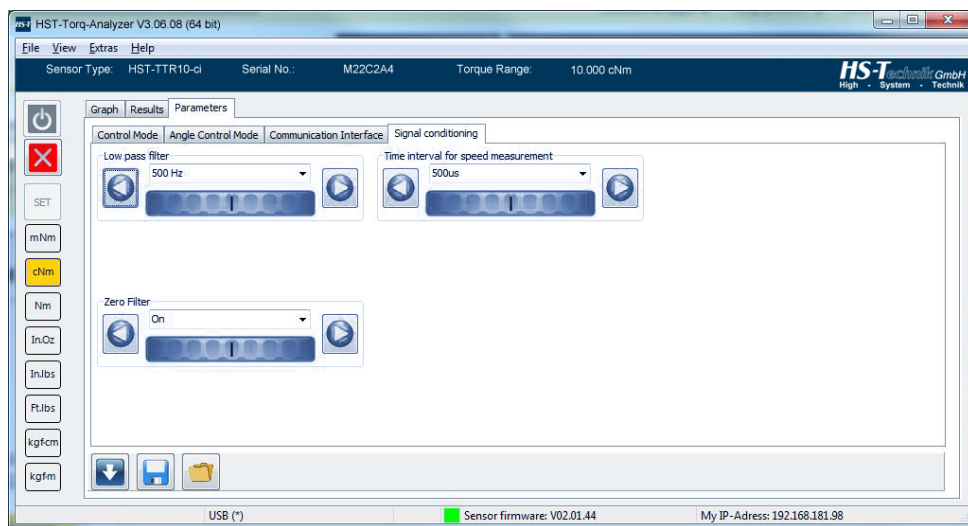 HST-Torq-Analyzer V3.06.08 (64 bit)
File View Extras Help
Sensor Type: HST-TTR10-ci Serial No.: M22C2A4 Torque Range: 10.000 cNm
HS-Technik GmbH
High - System - Technik
Graph Results Parameters
Control Mode Angle Control Mode Communication Interface Signal conditioning
Low pass filter Time interval for speed measurement
500 Hz 500us
SET
mNm
cNm
Zero Filter
Nm On
In.Oz
In.lbs
Ft.lbs
kgf-cm
kgf-m
USB (*) Sensor firmware: V02.01.44 My IP-Adress: 192.168.181.98